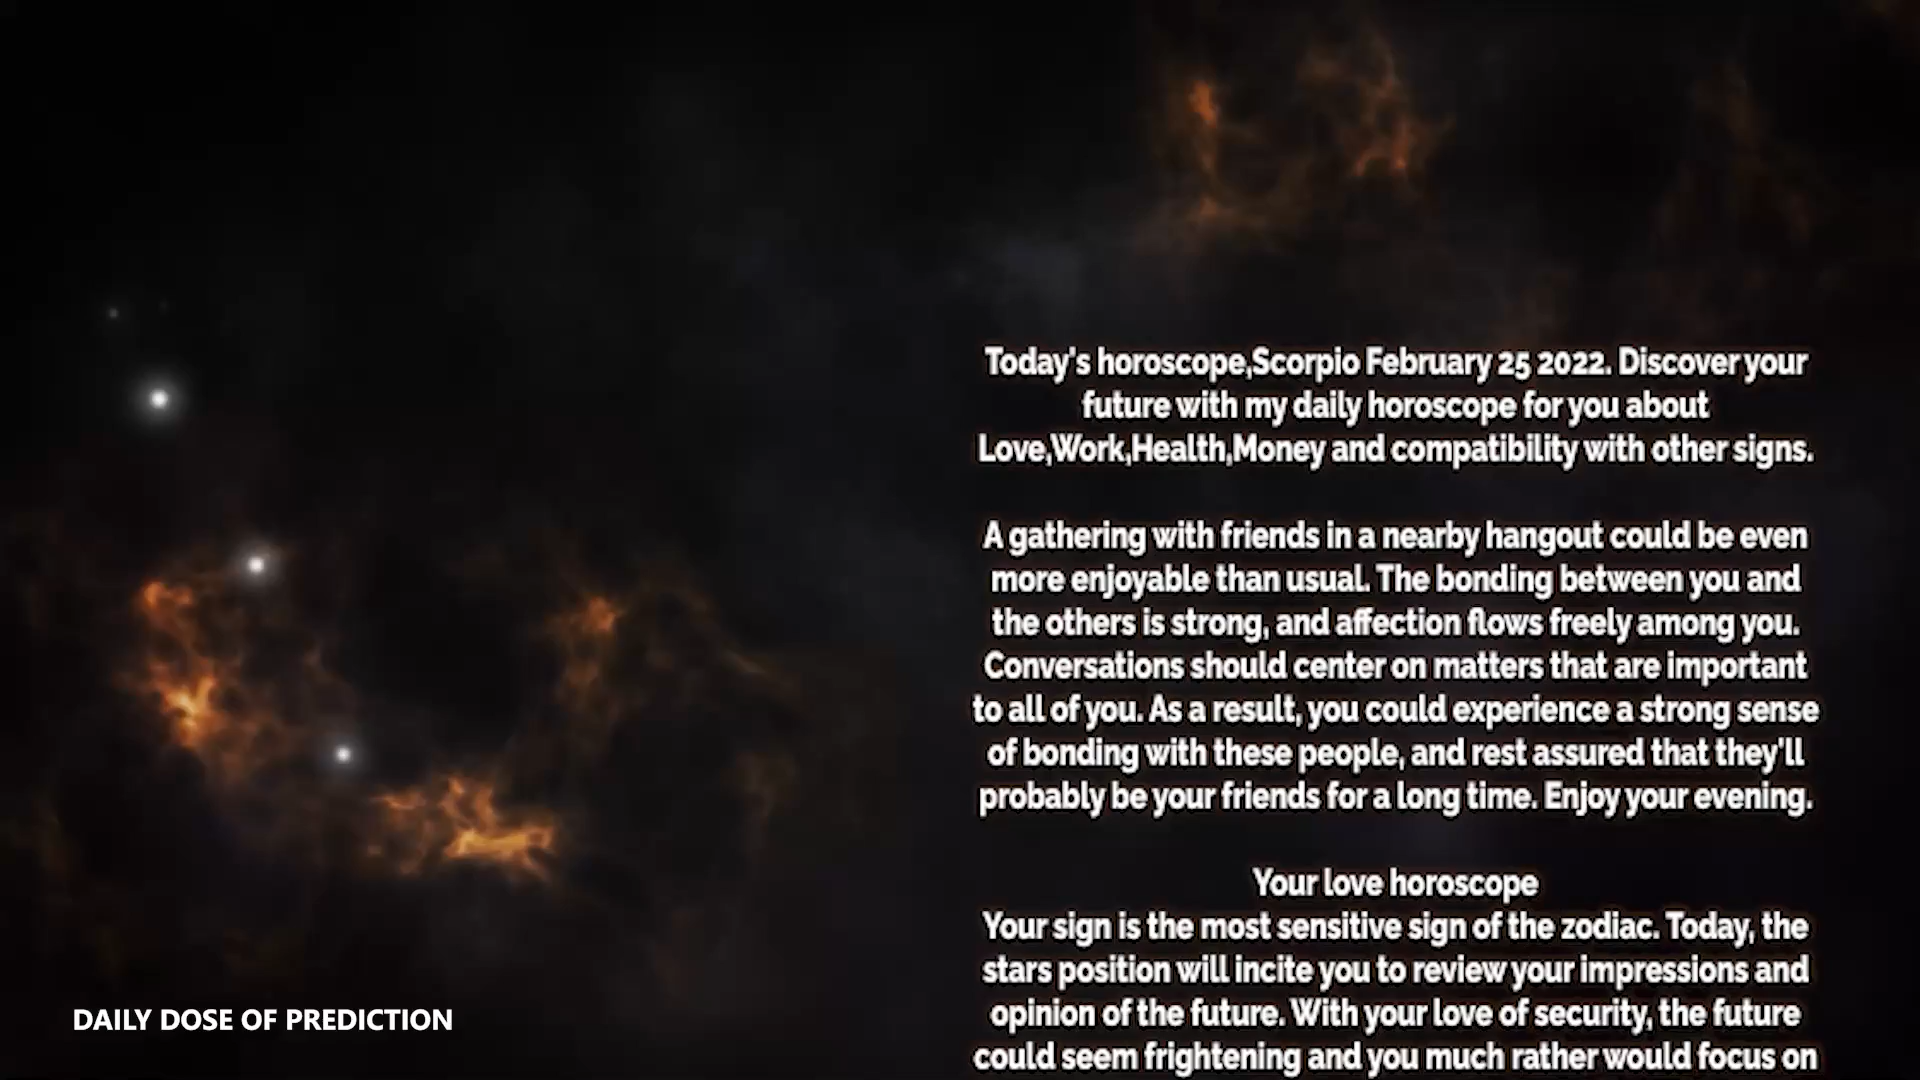 Today's horoscope,Scorpio February 25 2022. Discover your
future with my daily horoscope for you about
Love,Work,Health,Money and compatibility with other signs.
A gathering with friends in a nearby hangout could be even
more enjoyable than usual. The bonding between you and
the others is strong, and affection flows freely among you.
Conversations should center on matters that are important
to all of you. As a result, you could experience a strong sense
of bonding with these people, and rest assured that they'll
probably be your friends for a long time. Enjoy your evening.
Your love horoscope
Your sign is the most sensitive sign of the zodiac. Today, the
stars position will incite you to review your impressions and
opinion of the future. With your love of security, the future
could seem frightening and you much rather would focus on
DAILY DOSE OF PREDICTION